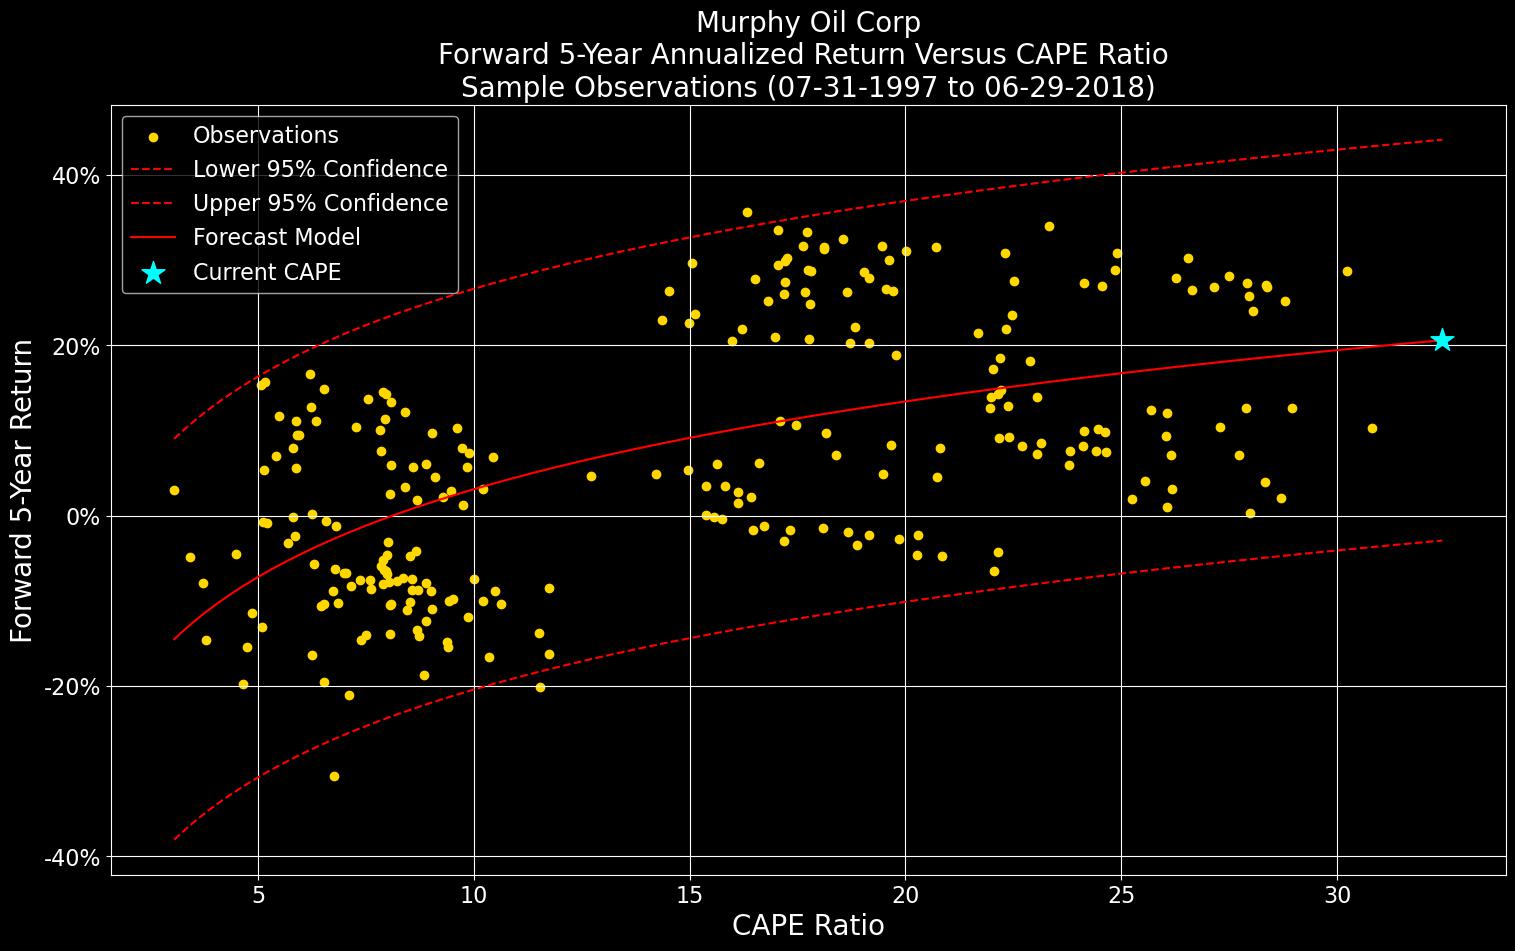 Murphy Oil Corp
Forward 5-Year Annualized Return Versus CAPE Ratio
Sample Observations (07-31-1997 to 06-29-2018)
Observations
Lower 95% Confidence
Upper 95% Confidence
Forecast Model
Current CAPE
Forward 5-Year Return
40%
20%
0%
-20%
-40%
5 10 15 20 25 30
CAPE Ratio